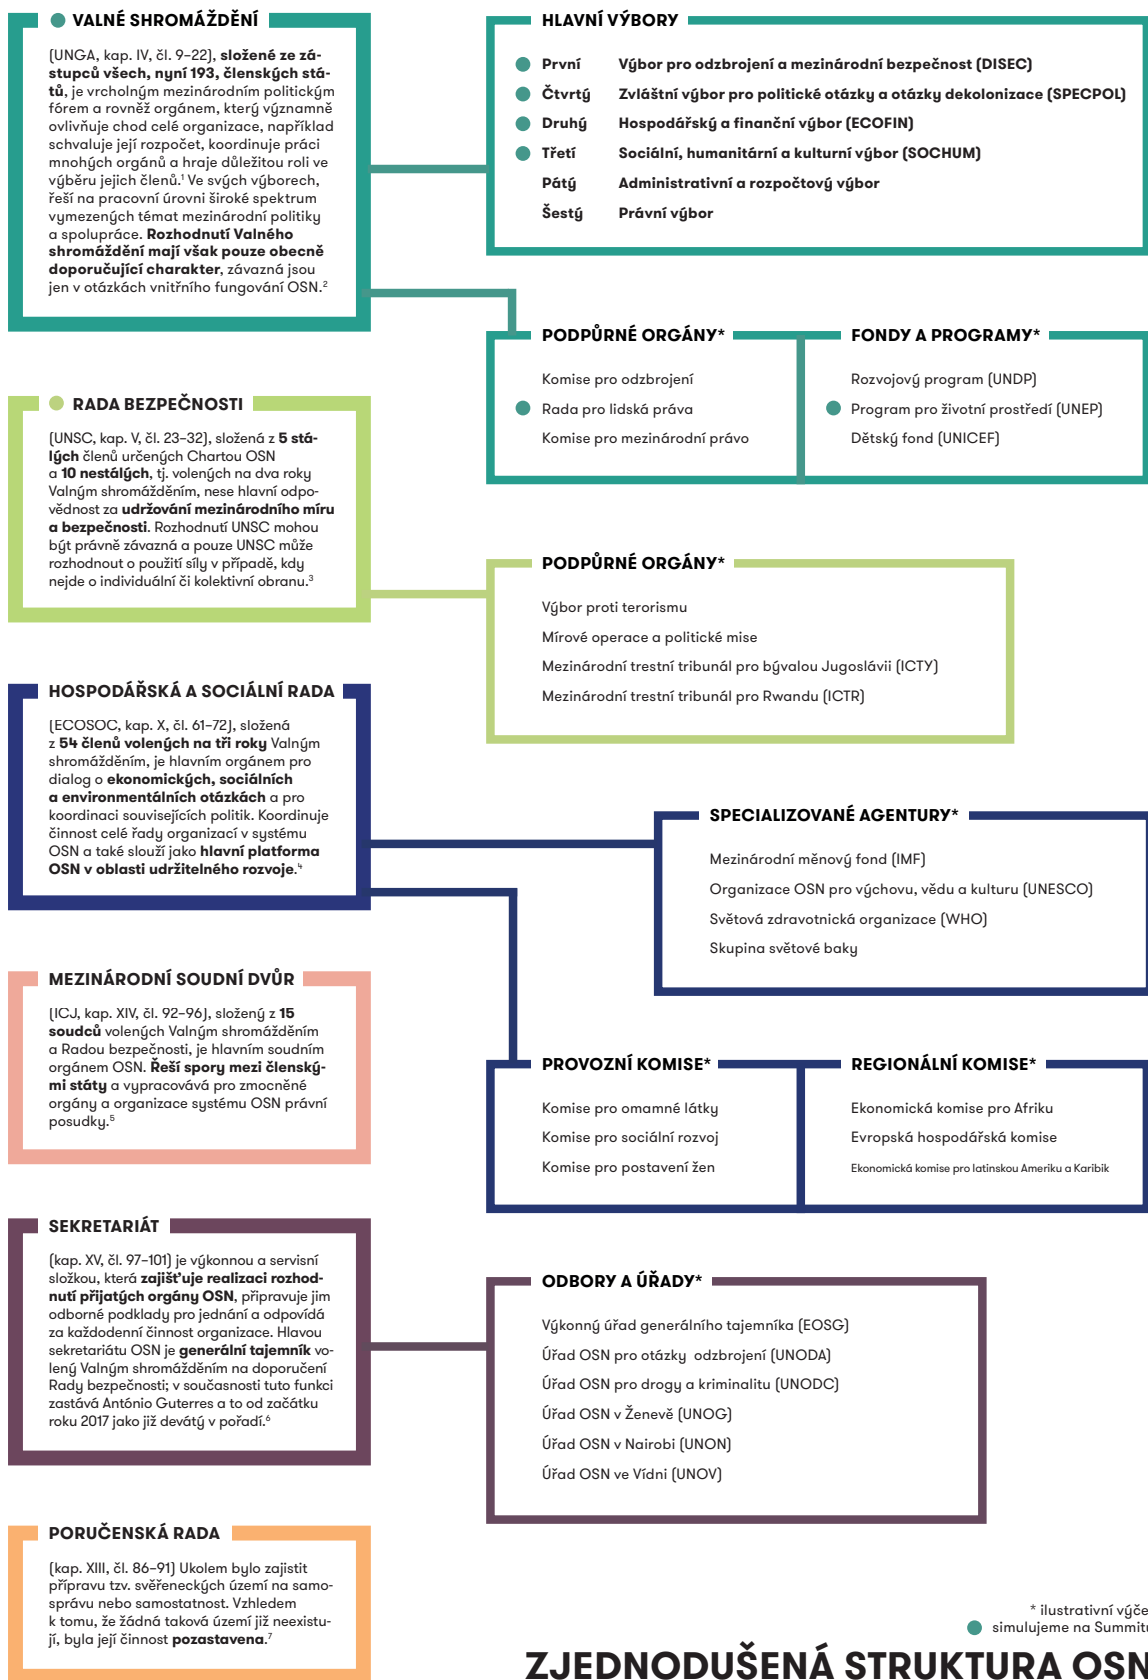 VALNÉ SHROMÁŽDĚNÍ
(UNGA, kap. IV, čl. 9–22), složené ze zá-
stupců všech, nyní 193, členských stá-
tů, je vrcholným mezinárodním politickým
fórem a rovněž orgánem, který významně
ovlivňuje chod celé organizace, například
schvaluje její rozpočet, koordinuje práci
mnohých orgánů a hraje důležitou roli ve
výběru jejich členů.¹ Ve svých výborech,
řeší na pracovní úrovni široké spektrum
vymezených témat mezinárodní politiky
a spolupráce. Rozhodnutí Valného
shromáždění mají však pouze obecně
doporučující charakter, závazná jsou
jen v otázkách vnitřního fungování OSN.²
HLAVNÍ VÝBORY
První Výbor pro odzbrojení a mezinárodní bezpečnost (DISEC)
Čtvrtý Zvláštní výbor pro politické otázky a otázky dekolonizace (SPECPOL)
Druhý Hospodářský a finanční výbor (ECOFIN)
Třetí Sociální, humanitární a kulturní výbor (SOCHUM)
Pátý Administrativní a rozpočtový výbor
Šestý Právní výbor
PODPŮRNÉ ORGÁNY*
Komise pro odzbrojení
Rada pro lidská práva
Komise pro mezinárodní právo
FONDY A PROGRAMY*
Rozvojový program (UNDP)
Program pro životní prostředí (UNEP)
Dětský fond (UNICEF)
RADA BEZPEČNOSTI
(UNSC, kap. V, čl. 23–32), složená z 5 stá-
lých členů určených Chartou OSN
a 10 nestálých, tj. volených na dva roky
Valným shromážděním, nese hlavní odpo-
vědnost za udržování mezinárodního míru
a bezpečnosti. Rozhodnutí UNSC mohou
být právně závazná a pouze UNSC může
rozhodnout o použití síly v případě, kdy
nejde o individuální či kolektivní obranu.³
PODPŮRNÉ ORGÁNY*
Výbor proti terorismu
Mírové operace a politické mise
Mezinárodní trestní tribunál pro bývalou Jugoslávii (ICTY)
Mezinárodní trestní tribunál pro Rwandu (ICTR)
HOSPODÁŘSKÁ A SOCIÁLNÍ RADA
(ECOSOC, kap. X, čl. 61–72), složená
z 54 členů volených na tři roky Valným
shromážděním, je hlavním orgánem pro
dialog o ekonomických, sociálních
a environmentálních otázkách a pro
koordinaci souvisejících politik. Koordinuje
činnost celé řady organizací v systému
OSN a také slouží jako hlavní platforma
OSN v oblasti udržitelného rozvoje.⁴
SPECIALIZOVANÉ AGENTURY*
Mezinárodní měnový fond (IMF)
Organizace OSN pro výchovu, vědu a kulturu (UNESCO)
Světová zdravotnická organizace (WHO)
Skupina světové baky
PROVOZNÍ KOMISE*
Komise pro omamné látky
Komise pro sociální rozvoj
Komise pro postavení žen
REGIONÁLNÍ KOMISE*
Ekonomická komise pro Afriku
Evropská hospodářská komise
Ekonomická komise pro latinskou Ameriku a Karibik
MEZINÁRODNÍ SOUDNÍ DVŮR
(ICJ, kap. XIV, čl. 92–96), složený z 15
soudců volených Valným shromážděním
a Radou bezpečnosti, je hlavním soudním
orgánem OSN. Řeší spory mezi členský-
mi státy a vypracovává pro zmocněné
orgány a organizace systému OSN právní
posudky.⁵
SEKRETARIÁT
(kap. XV, čl. 97–101) je výkonnou a servisní
složkou, která zajišťuje realizaci rozhod-
nutí přijatých orgány OSN, připravuje jim
odborné podklady pro jednání a odpovídá
za každodenní činnost organizace. Hlavou
sekretariátu OSN je generální tajemník vo-
lený Valným shromážděním na doporučení
Rady bezpečnosti; v současnosti tuto funkci
zastává António Guterres a to od začátku
roku 2017 jako již devátý v pořadí.⁶
ODBORY A ÚŘADY*
Výkonný úřad generálního tajemníka (EOSG)
Úřad OSN pro otázky odzbrojení (UNODA)
Úřad OSN pro drogy a kriminalitu (UNODC)
Úřad OSN v Ženevě (UNOG)
Úřad OSN v Nairobi (UNON)
Úřad OSN ve Vídni (UNOV)
PORUČENSKÁ RADA
(kap. XIII, čl. 86–91) Ukolem bylo zajistit
přípravu tzv. svěřeneckých území na samo-
správu nebo samostatnost. Vzhledem
k tomu, že žádná taková území již neexistu-
jí, byla její činnost pozastavena.⁷
* ilustrativní výče
simulujeme na Summitu
ZJEDNODUŠENÁ STRUKTURA OSN